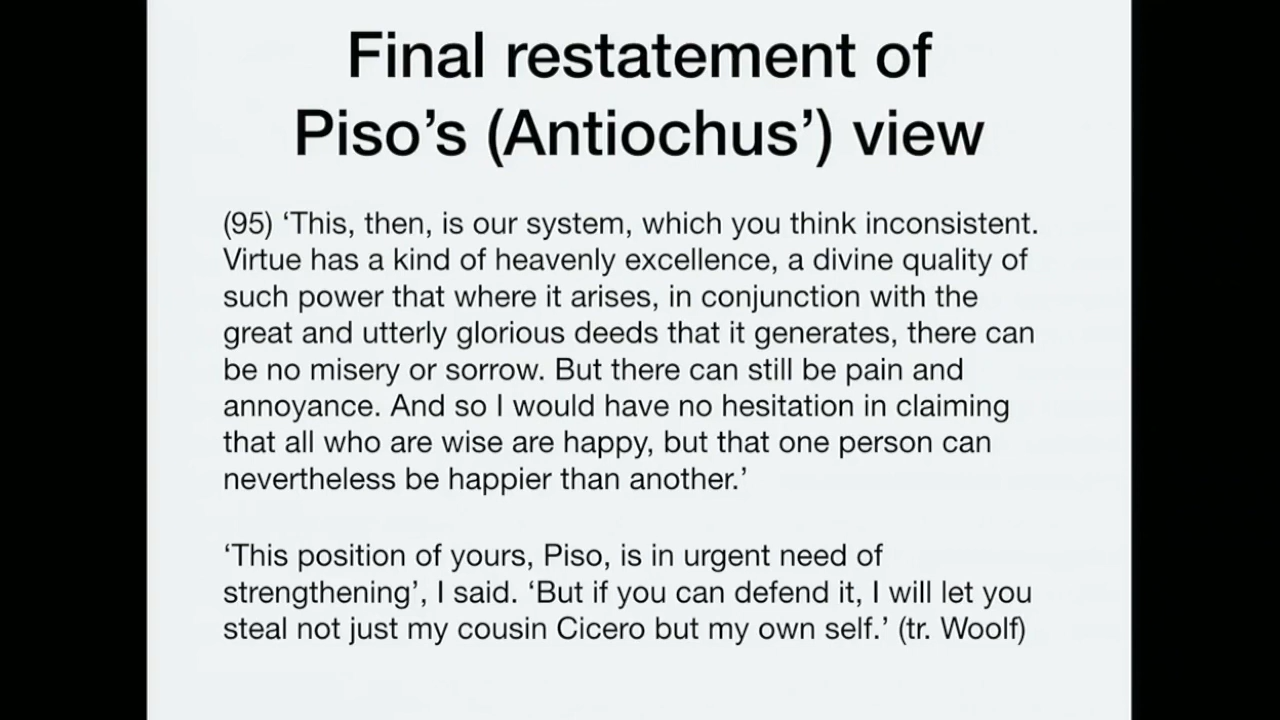 Final restatement of
Piso’s (Antiochus’) view
(95) ‘This, then, is our system, which you think inconsistent.
Virtue has a kind of heavenly excellence, a divine quality of
such power that where it arises, in conjunction with the
great and utterly glorious deeds that it generates, there can
be no misery or sorrow. But there can still be pain and
annoyance. And so I would have no hesitation in claiming
that all who are wise are happy, but that one person can
nevertheless be happier than another.’
‘This position of yours, Piso, is in urgent need of
strengthening’, I said. ‘But if you can defend it, I will let you
steal not just my cousin Cicero but my own self.’ (tr. Woolf)